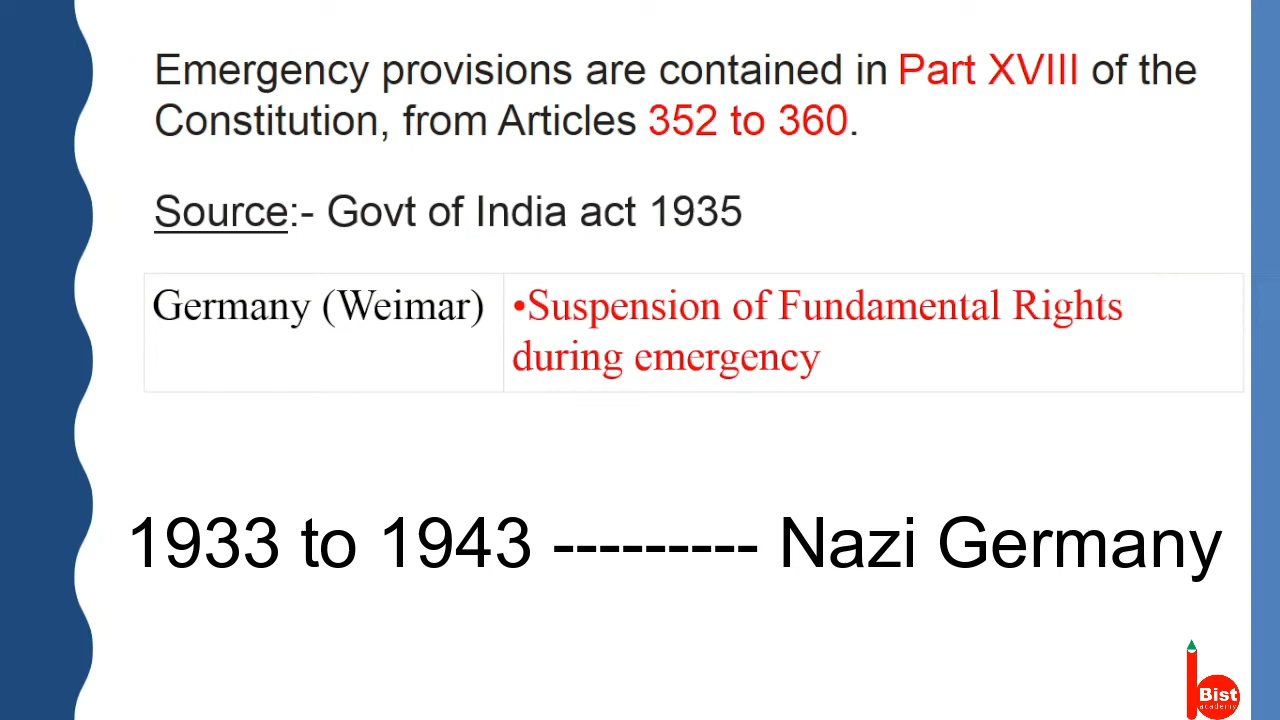 Emergency provisions are contained in Part XVIII of the
Constitution, from Articles 352 to 360.
Source:- Govt of India act 1935
Germany (Weimar)
•Suspension of Fundamental Rights
during emergency
1933 to 1943 --------- Nazi Germany
Bist
academy